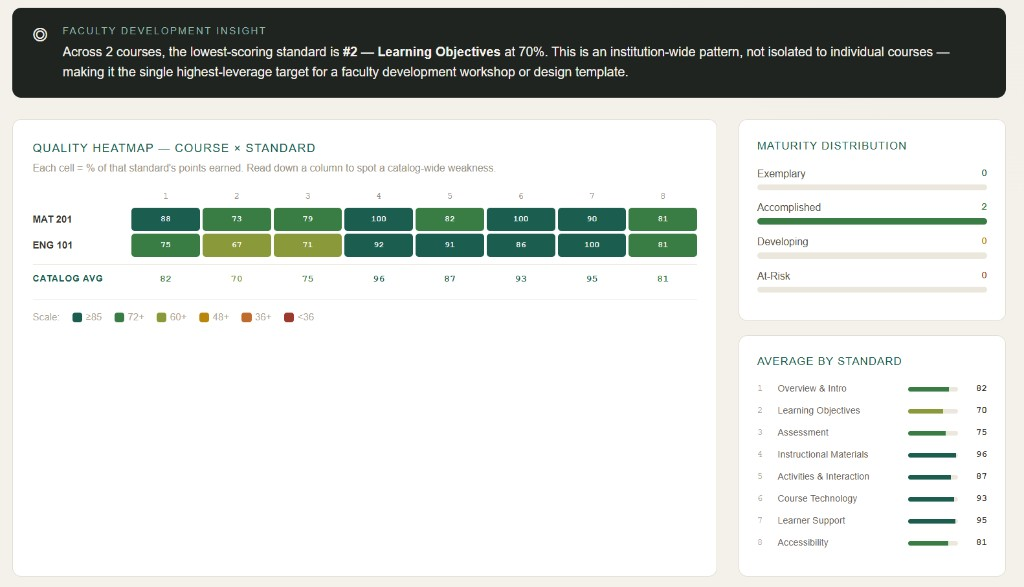 FACULTY DEVELOPMENT INSIGHT
Across 2 courses, the lowest-scoring standard is #2 — Learning Objectives at 70%. This is an institution-wide pattern, not isolated to individual courses —
making it the single highest-leverage target for a faculty development workshop or design template.
QUALITY HEATMAP — COURSE × STANDARD
Each cell = % of that standard's points earned. Read down a column to spot a catalog-wide weakness.
1 2 3 4 5 6 7 8
MAT 201 88 73 79 100 82 100 90 81
ENG 101 75 67 71 92 91 86 100 81
CATALOG AVG 82 70 75 96 87 93 95 81
Scale: ≥85 72+ 60+ 48+ 36+ <36
MATURITY DISTRIBUTION
Exemplary 0
Accomplished 2
Developing 0
At-Risk 0
AVERAGE BY STANDARD
1 Overview & Intro 82
2 Learning Objectives 70
3 Assessment 75
4 Instructional Materials 96
5 Activities & Interaction 87
6 Course Technology 93
7 Learner Support 95
8 Accessibility 81